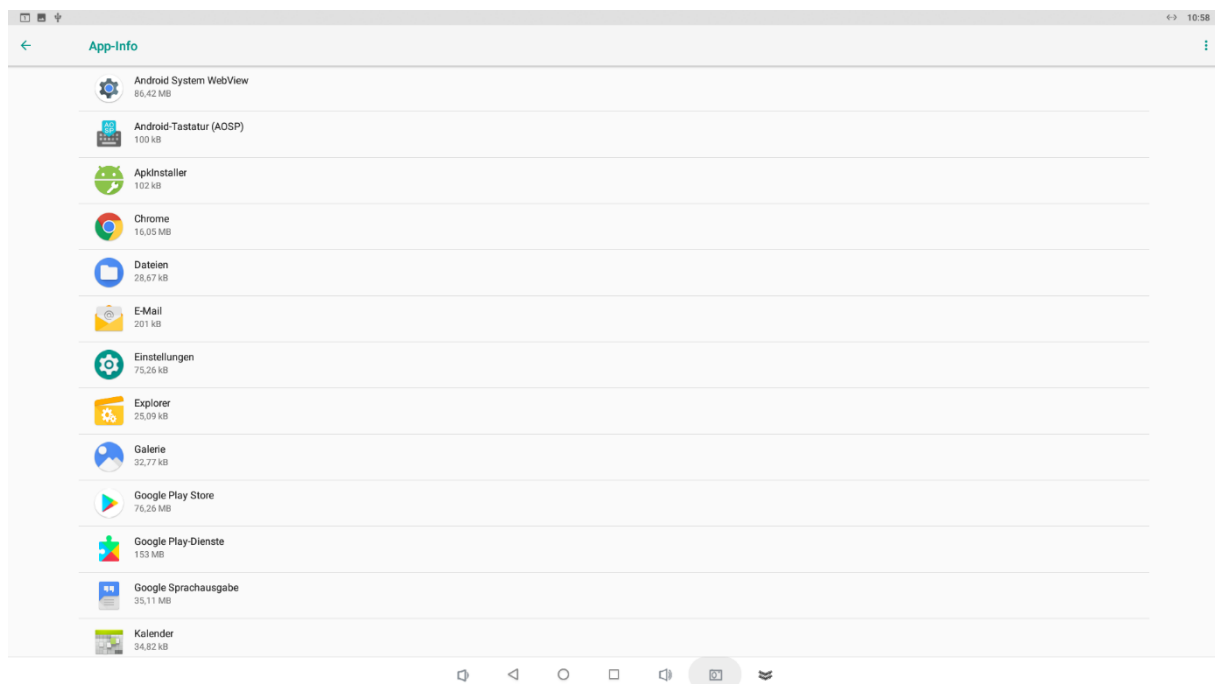 10:58
App-Info
Android System WebView
86,42 MB
Android-Tastatur (AOSP)
100 kB
ApkInstaller
102 kB
Chrome
16,05 MB
Dateien
28,67 kB
E-Mail
201 kB
Einstellungen
75,26 kB
Explorer
25,09 kB
Galerie
32,77 kB
Google Play Store
76,26 MB
Google Play-Dienste
153 MB
Google Sprachausgabe
35,11 MB
Kalender
34,82 kB